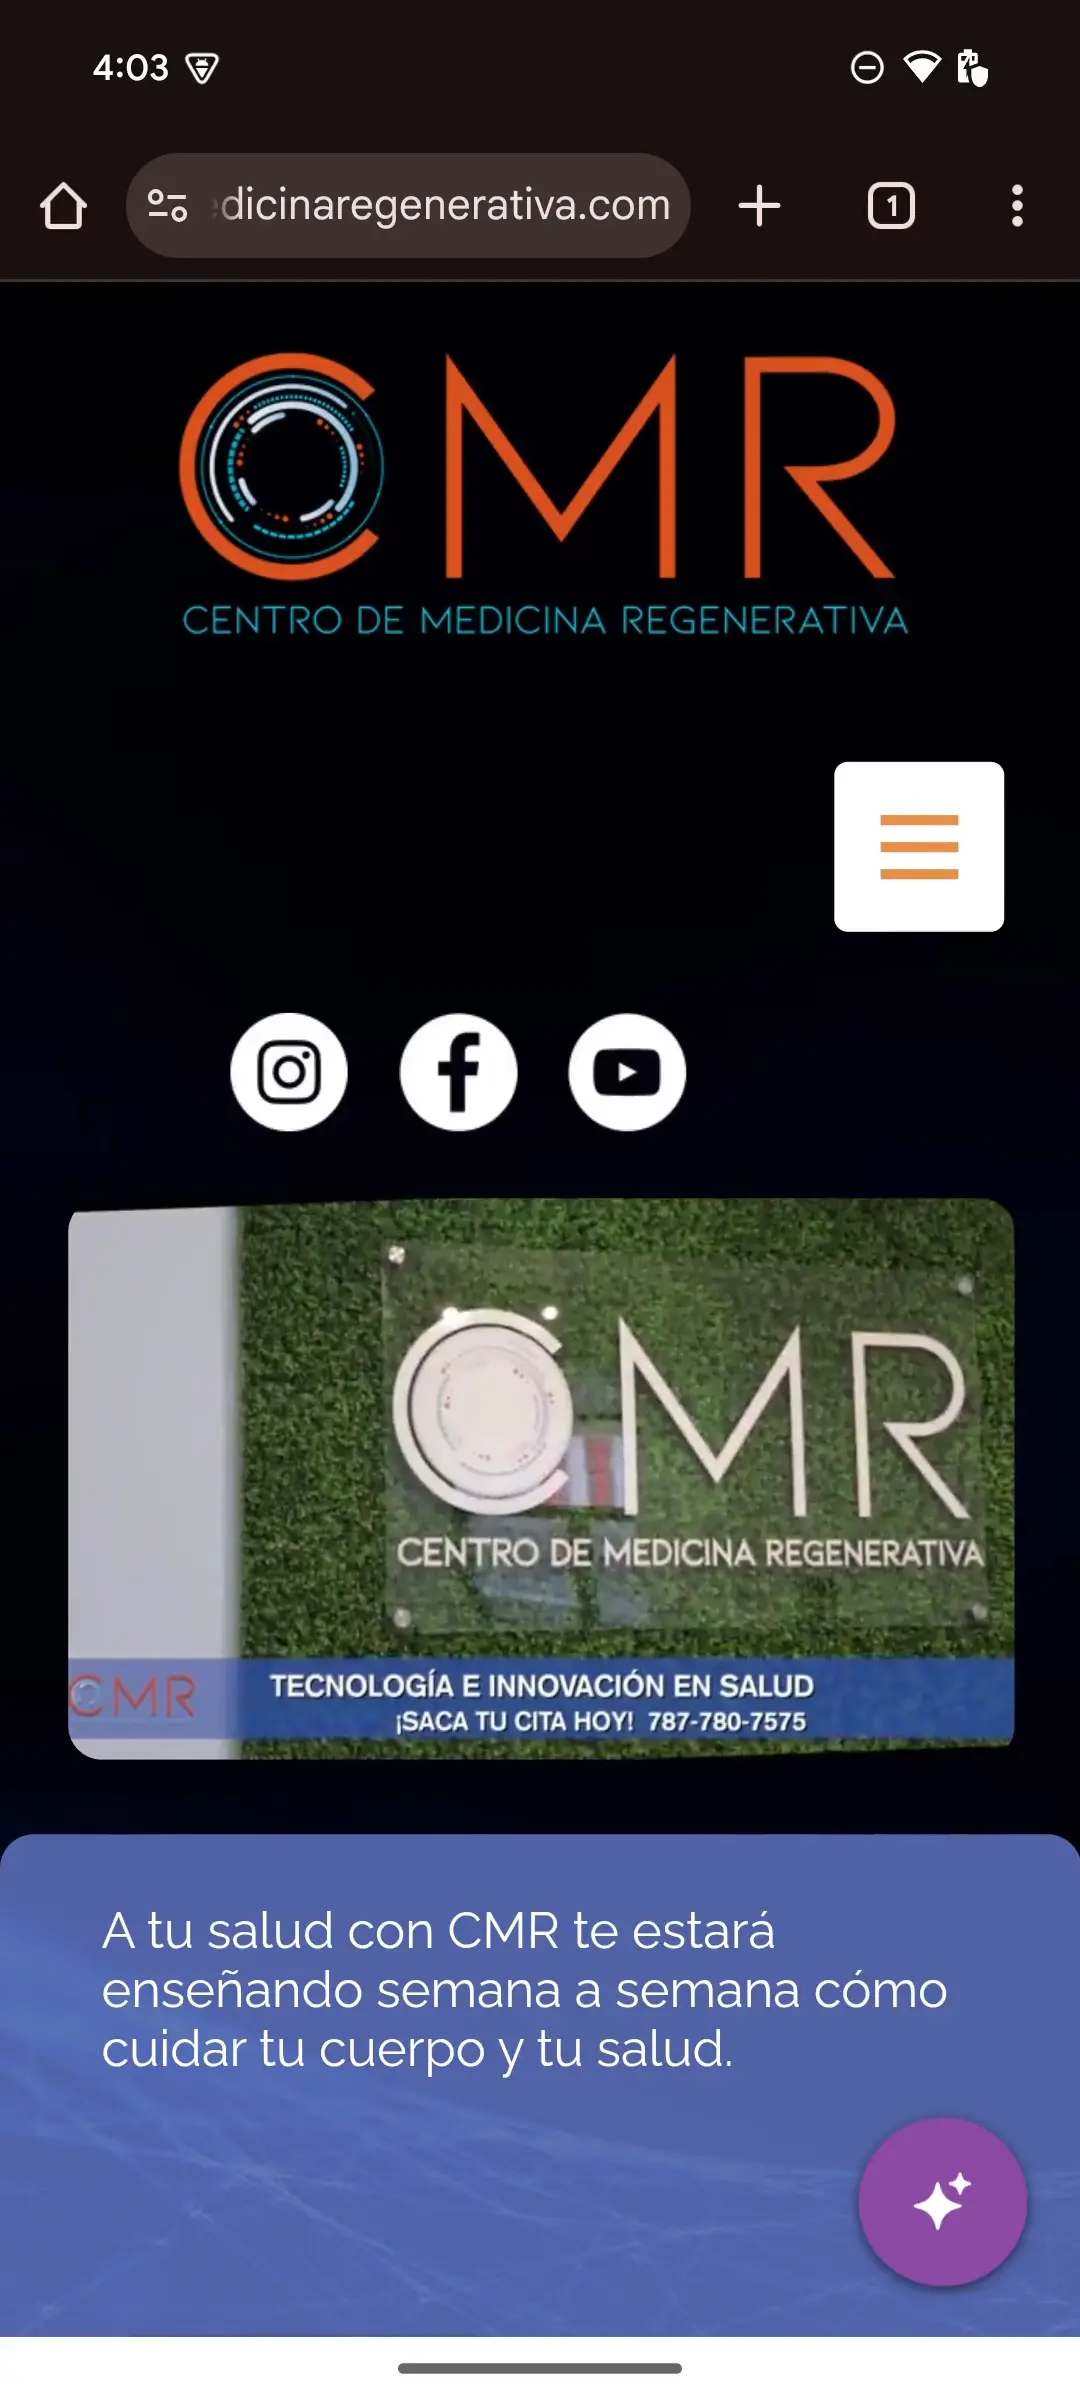 4:03
dicinaregenerativa.com
1
CMR
CENTRO DE MEDICINA REGENERATIVA
CMR
CENTRO DE MEDICINA REGENERATIVA
CMR
TECNOLOGÍA E INNOVACIÓN EN SALUD
¡SACA TU CITA HOY! 787-780-7575
A tu salud con CMR te estará
enseñando semana a semana cómo
cuidar tu cuerpo y tu salud.